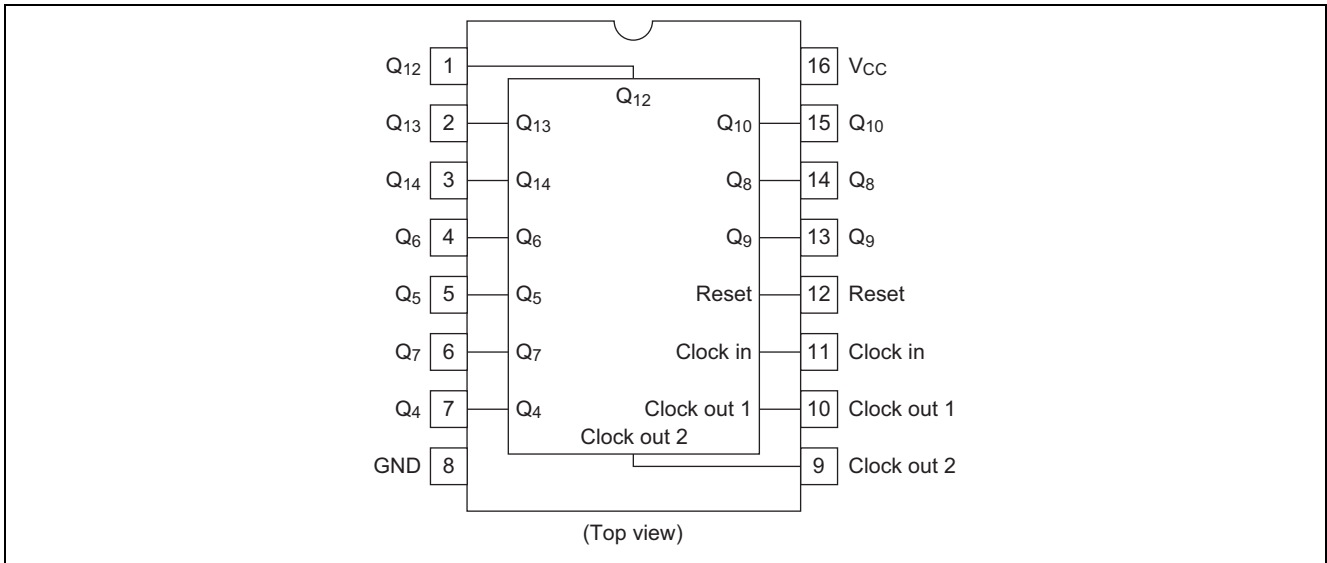 Q12 1 16 VCC
Q12
Q13 2 Q13 Q10 15 Q10
Q14 3 Q14 Q8 14 Q8
Q6 4 Q6 Q9 13 Q9
Q5 5 Q5 Reset 12 Reset
Q7 6 Q7 Clock in 11 Clock in
Q4 7 Q4 Clock out 1 10 Clock out 1
Clock out 2
GND 8 9 Clock out 2
(Top view)